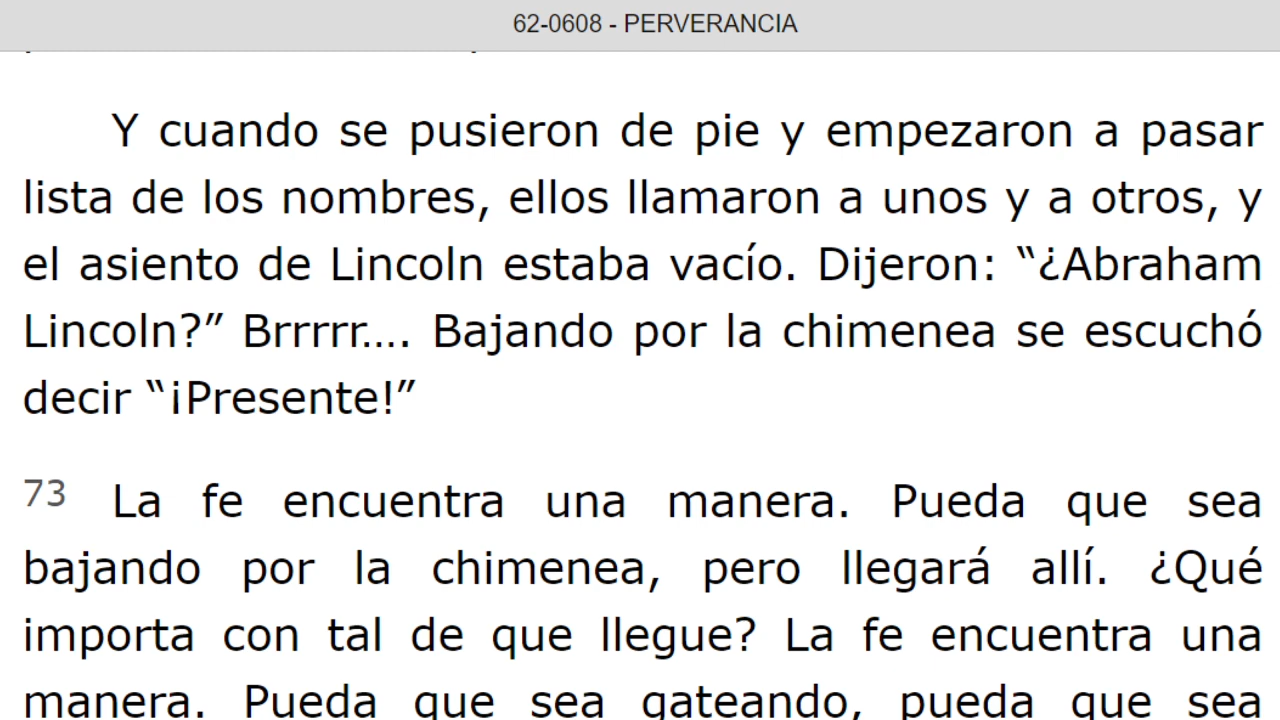 62-0608 - PERVERANCIA
Y cuando se pusieron de pie y empezaron a pasar
lista de los nombres, ellos llamaron a unos y a otros, y
el asiento de Lincoln estaba vacío. Dijeron: “¿Abraham
Lincoln?” Brrrrr.... Bajando por la chimenea se escuchó
decir “¡Presente!”
73 La fe encuentra una manera. Pueda que sea
bajando por la chimenea, pero llegará allí. ¿Qué
importa con tal de que llegue? La fe encuentra una
manera. Pueda que sea gateando, pueda que sea